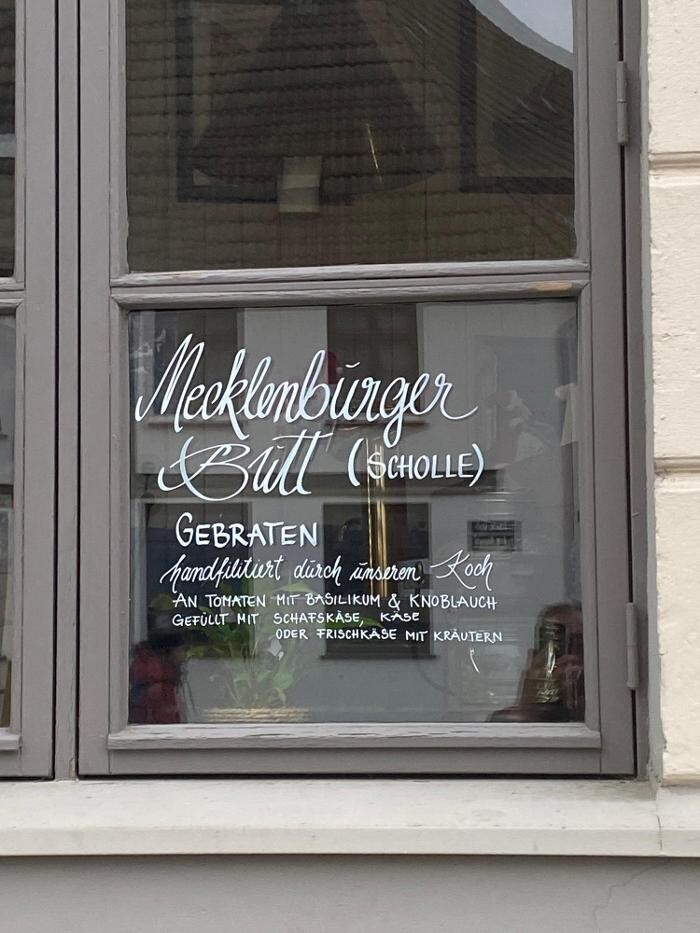 Mecklenburger
Butt (SCHOLLE)
GEBRATEN
handfilitiert durch unseren Koch
AN TOMATEN MIT BASILIKUM & KNOBLAUCH
GEFÜLLT MIT SCHAFSKÄSE, KÄSE
ODER FRISCHKÄSE MIT KRÄUTERN